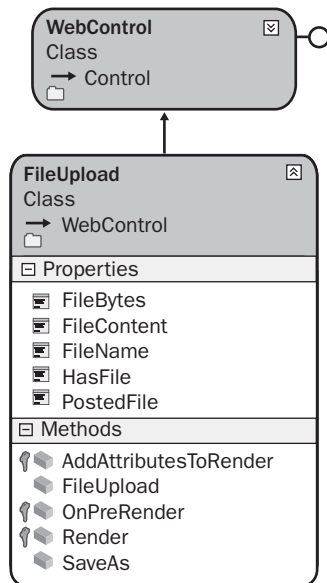 WebControl
Class
Control
FileUpload
Class
WebControl
Properties
FileBytes
FileContent
FileName
HasFile
PostedFile
Methods
AddAttributesToRender
FileUpload
OnPreRender
Render
SaveAs